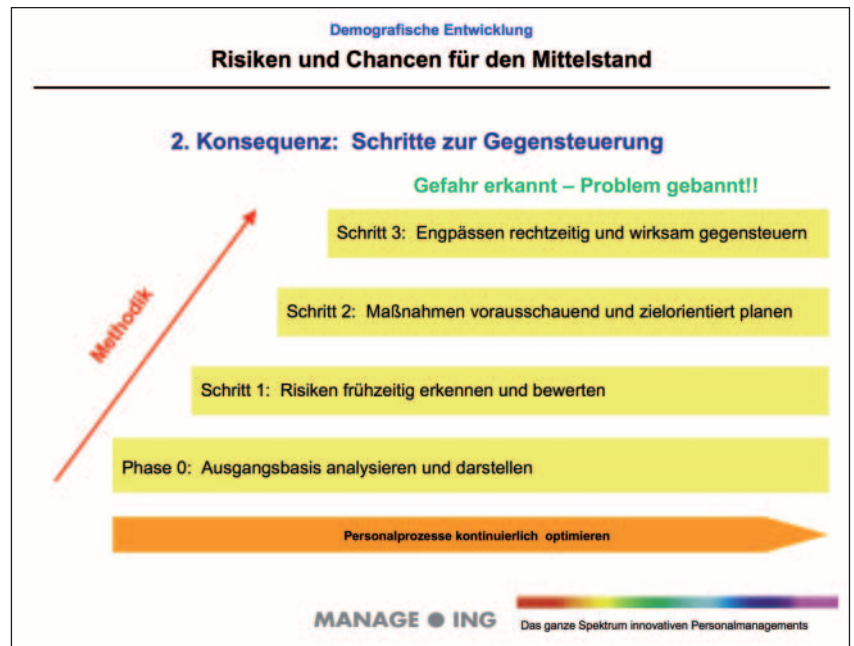 Demografische Entwicklung
Risiken und Chancen für den Mittelstand
2. Konsequenz: Schritte zur Gegensteuerung
Gefahr erkannt – Problem gebannt!!
Schritt 3: Engpässen rechtzeitig und wirksam gegensteuern
Schritt 2: Maßnahmen vorausschauend und zielorientiert planen
Methodik
Schritt 1: Risiken frühzeitig erkennen und bewerten
Phase 0: Ausgangsbasis analysieren und darstellen
Personalprozesse kontinuierlich optimieren
MANAGE ● ING
Das ganze Spektrum innovativen Personalmanagements